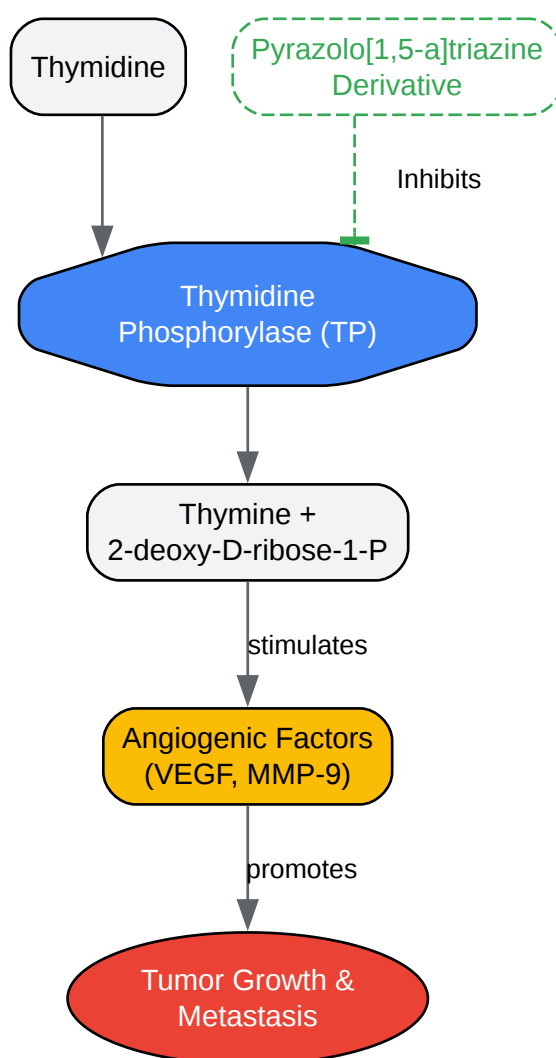 Thymidine
Pyrazolo[1,5-a]triazine
Derivative
Inhibits
Thymidine
Phosphorylase (TP)
Thymine +
2-deoxy-D-ribose-1-P
stimulates
Angiogenic Factors
(VEGF, MMP-9)
promotes
Tumor Growth &
Metastasis